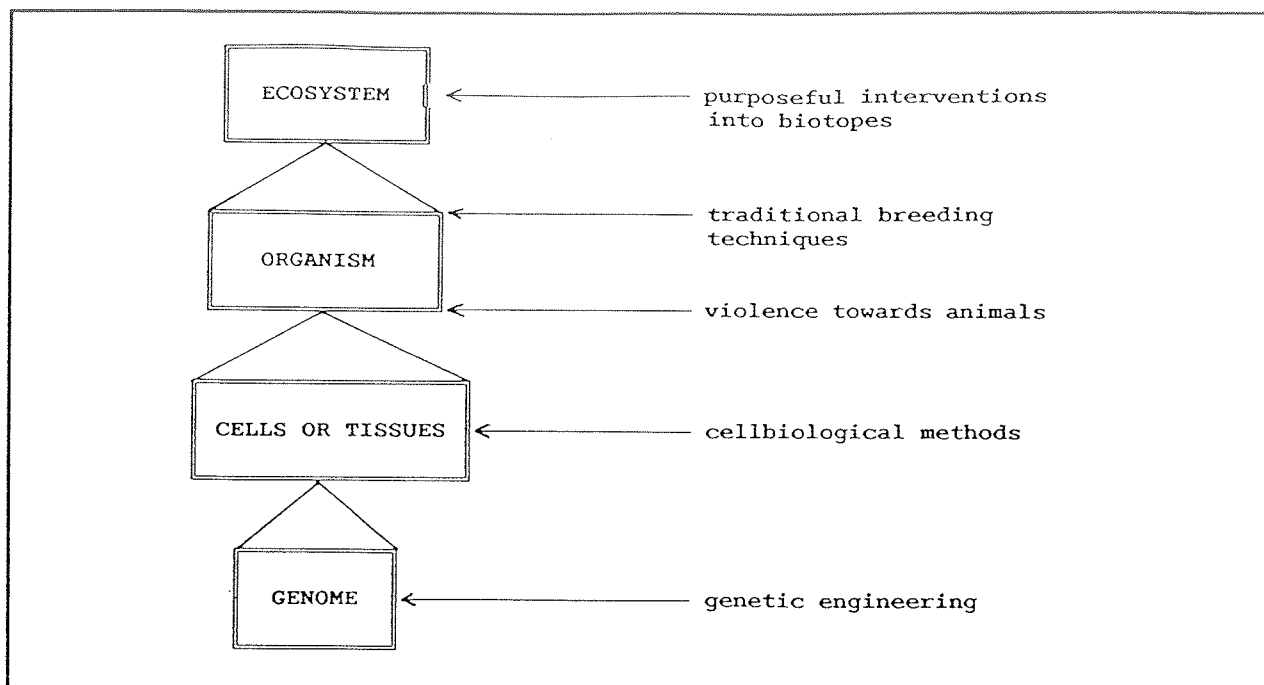 ECOSYSTEM
purposeful interventions
into biotopes
traditional breeding
techniques
ORGANISM
violence towards animals
CELLS OR TISSUES
cellbiological methods
GENOME
genetic engineering